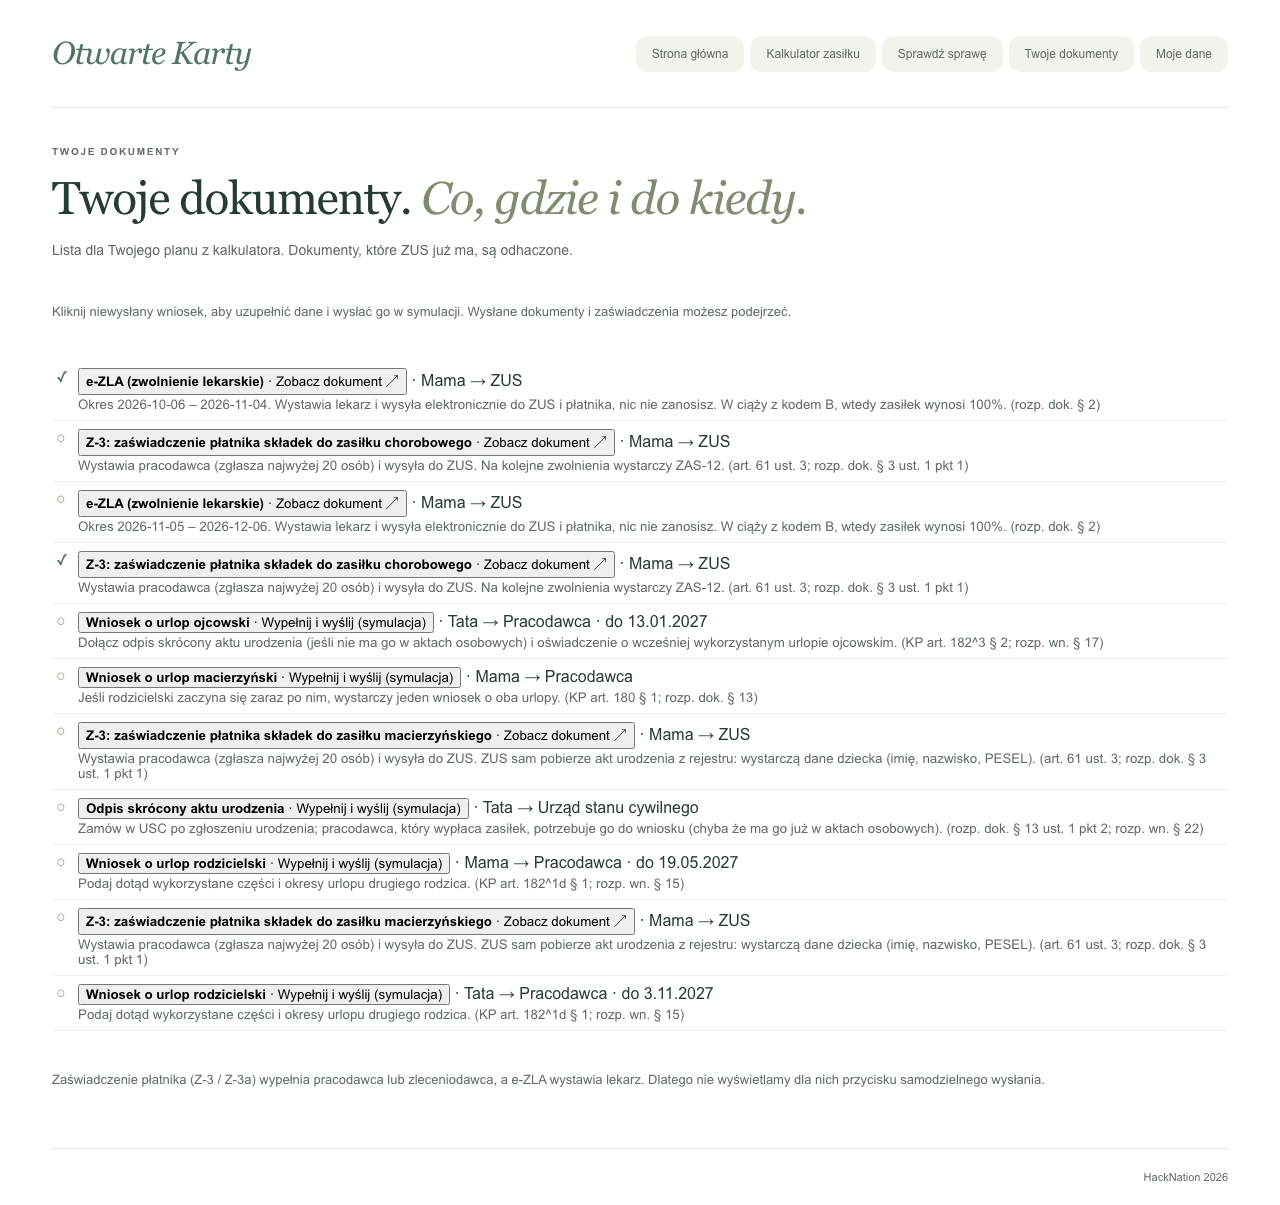 Otwarte Karty
Strona główna
Kalkulator zasiłku
Sprawdź sprawę
Twoje dokumenty
Moje dane
TWOJE DOKUMENTY
Twoje dokumenty. Co, gdzie i do kiedy.
Lista dla Twojego planu z kalkulatora. Dokumenty, które ZUS już ma, są odhaczone.
Kliknij niewysłany wniosek, aby uzupełnić dane i wysłać go w symulacji. Wysłane dokumenty i zaświadczenia możesz podejrzeć.
✓ e-ZLA (zwolnienie lekarskie) · Zobacz dokument ↗ · Mama → ZUS
Okres 2026-10-06 – 2026-11-04. Wystawia lekarz i wysyła elektronicznie do ZUS i płatnika, nic nie zanosisz. W ciąży z kodem B, wtedy zasiłek wynosi 100%. (rozp. dok. § 2)
○ Z-3: zaświadczenie płatnika składek do zasiłku chorobowego · Zobacz dokument ↗ · Mama → ZUS
Wystawia pracodawca (zgłasza najwyżej 20 osób) i wysyła do ZUS. Na kolejne zwolnienia wystarczy ZAS-12. (art. 61 ust. 3; rozp. dok. § 3 ust. 1 pkt 1)
○ e-ZLA (zwolnienie lekarskie) · Zobacz dokument ↗ · Mama → ZUS
Okres 2026-11-05 – 2026-12-06. Wystawia lekarz i wysyła elektronicznie do ZUS i płatnika, nic nie zanosisz. W ciąży z kodem B, wtedy zasiłek wynosi 100%. (rozp. dok. § 2)
✓ Z-3: zaświadczenie płatnika składek do zasiłku chorobowego · Zobacz dokument ↗ · Mama → ZUS
Wystawia pracodawca (zgłasza najwyżej 20 osób) i wysyła do ZUS. Na kolejne zwolnienia wystarczy ZAS-12. (art. 61 ust. 3; rozp. dok. § 3 ust. 1 pkt 1)
○ Wniosek o urlop ojcowski · Wypełnij i wyślij (symulacja) · Tata → Pracodawca · do 13.01.2027
Dołącz odpis skrócony aktu urodzenia (jeśli nie ma go w aktach osobowych) i oświadczenie o wcześniej wykorzystanym urlopie ojcowskim. (KP art. 182^3 § 2; rozp. wn. § 17)
○ Wniosek o urlop macierzyński · Wypełnij i wyślij (symulacja) · Mama → Pracodawca
Jeśli rodzicielski zaczyna się zaraz po nim, wystarczy jeden wniosek o oba urlopy. (KP art. 180 § 1; rozp. dok. § 13)
○ Z-3: zaświadczenie płatnika składek do zasiłku macierzyńskiego · Zobacz dokument ↗ · Mama → ZUS
Wystawia pracodawca (zgłasza najwyżej 20 osób) i wysyła do ZUS. ZUS sam pobierze akt urodzenia z rejestru: wystarczą dane dziecka (imię, nazwisko, PESEL). (art. 61 ust. 3; rozp. dok. § 3
ust. 1 pkt 1)
○ Odpis skrócony aktu urodzenia · Wypełnij i wyślij (symulacja) · Tata → Urząd stanu cywilnego
Zamów w USC po zgłoszeniu urodzenia; pracodawca, który wypłaca zasiłek, potrzebuje go do wniosku (chyba że ma go już w aktach osobowych). (rozp. dok. § 13 ust. 1 pkt 2; rozp. wn. § 22)
○ Wniosek o urlop rodzicielski · Wypełnij i wyślij (symulacja) · Mama → Pracodawca · do 19.05.2027
Podaj dotąd wykorzystane części i okresy urlopu drugiego rodzica. (KP art. 182^1d § 1; rozp. wn. § 15)
○ Z-3: zaświadczenie płatnika składek do zasiłku macierzyńskiego · Zobacz dokument ↗ · Mama → ZUS
Wystawia pracodawca (zgłasza najwyżej 20 osób) i wysyła do ZUS. ZUS sam pobierze akt urodzenia z rejestru: wystarczą dane dziecka (imię, nazwisko, PESEL). (art. 61 ust. 3; rozp. dok. § 3
ust. 1 pkt 1)
○ Wniosek o urlop rodzicielski · Wypełnij i wyślij (symulacja) · Tata → Pracodawca · do 3.11.2027
Podaj dotąd wykorzystane części i okresy urlopu drugiego rodzica. (KP art. 182^1d § 1; rozp. wn. § 15)
Zaświadczenie płatnika (Z-3 / Z-3a) wypełnia pracodawca lub zleceniodawca, a e-ZLA wystawia lekarz. Dlatego nie wyświetlamy dla nich przycisku samodzielnego wysłania.
HackNation 2026